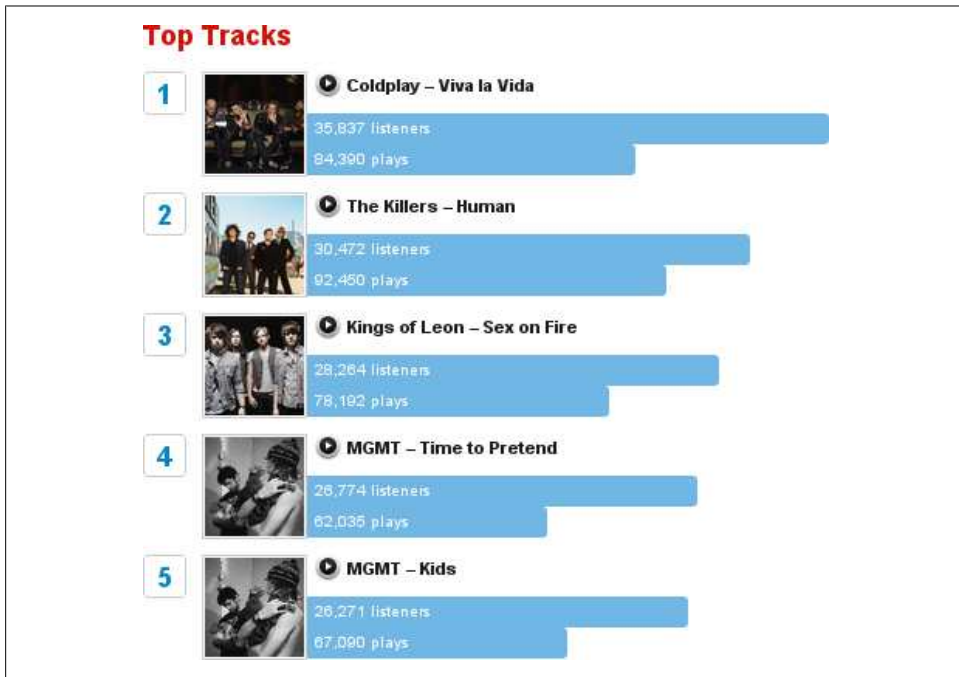 Top Tracks
1
Coldplay – Viva la Vida
35,837 listeners
84,390 plays
2
The Killers – Human
30,472 listeners
92,450 plays
3
Kings of Leon – Sex on Fire
28,264 listeners
78,192 plays
4
MGMT – Time to Pretend
26,774 listeners
62,035 plays
5
MGMT – Kids
26,271 listeners
67,090 plays